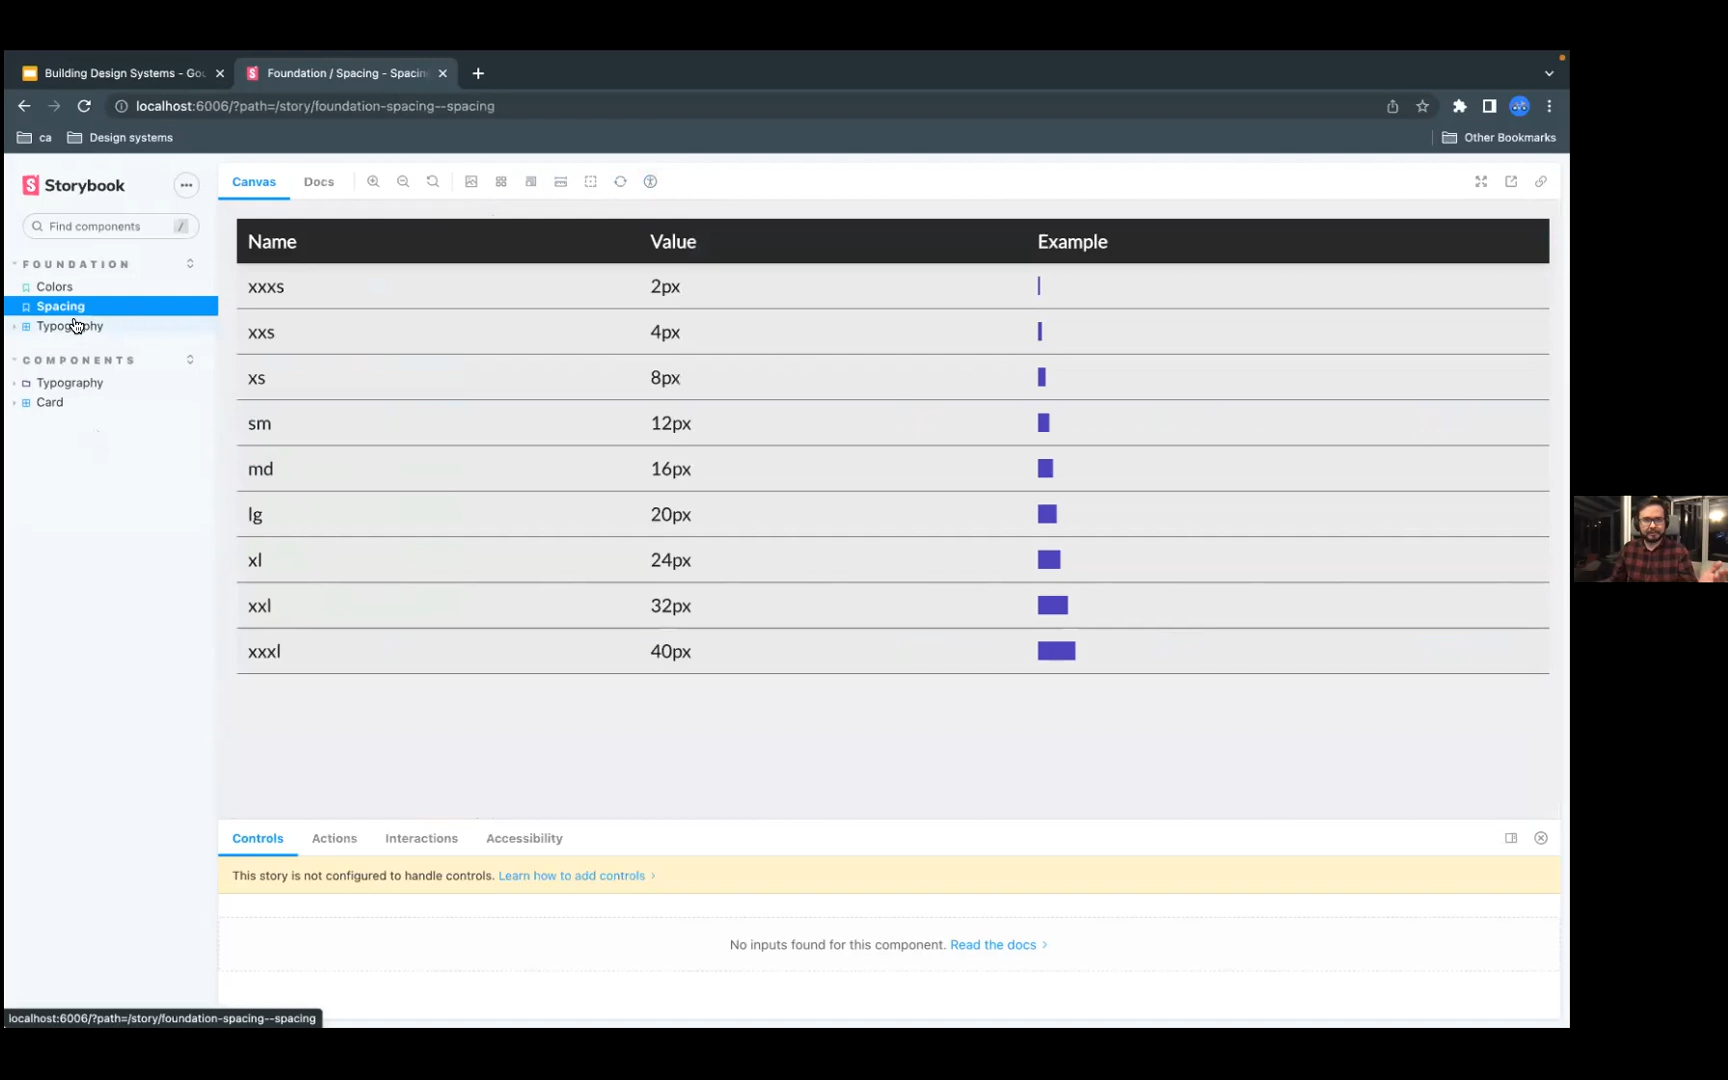 Building Design Systems - Goo
Foundation / Spacing - Spacin
localhost:6006/?path=/story/foundation-spacing--spacing
ca
Design systems
Other Bookmarks
Storybook
Canvas
Docs
Find components
/
FOUNDATION
Colors
Spacing
Typography
COMPONENTS
Typography
Card
Name Value Example
xxxs 2px
xxs 4px
xs 8px
sm 12px
md 16px
lg 20px
xl 24px
xxl 32px
xxxl 40px
Controls
Actions
Interactions
Accessibility
This story is not configured to handle controls. Learn how to add controls
No inputs found for this component. Read the docs
localhost:6006/?path=/story/foundation-spacing--spacing